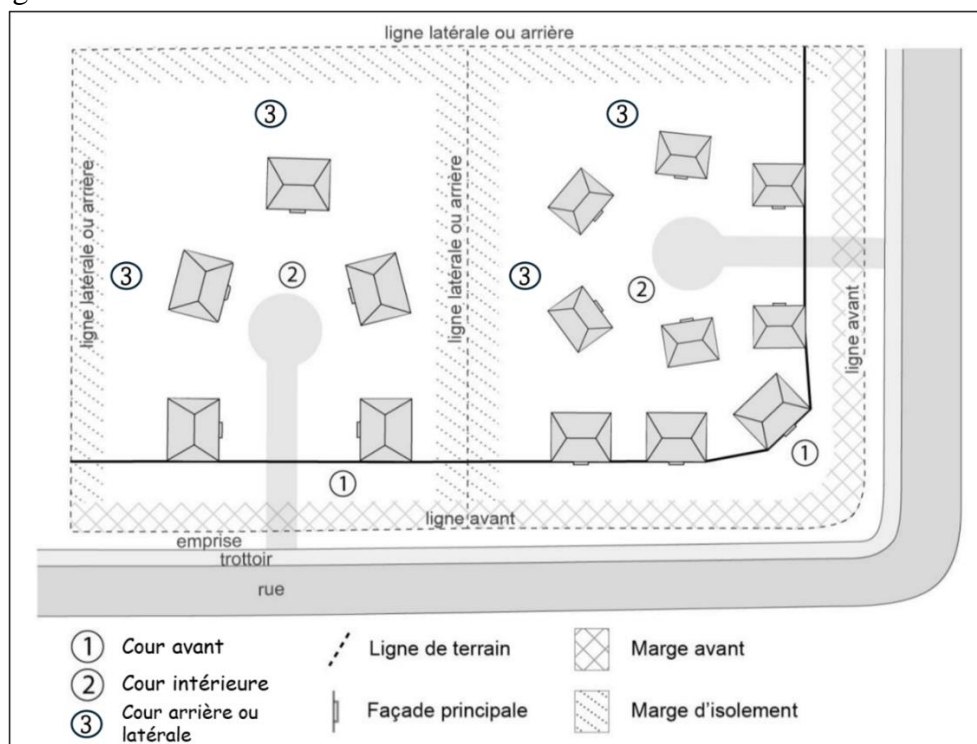 g
ligne latérale ou arrière
3
3
ligne latérale ou arrière
ligne latérale ou arrière
3
2
3
2
ligne avant
1
1
ligne avant
emprise
trottoir
rue
1 Cour avant
Ligne de terrain
Marge avant
2 Cour intérieure
3 Cour arrière ou
latérale
Façade principale
Marge d'isolement